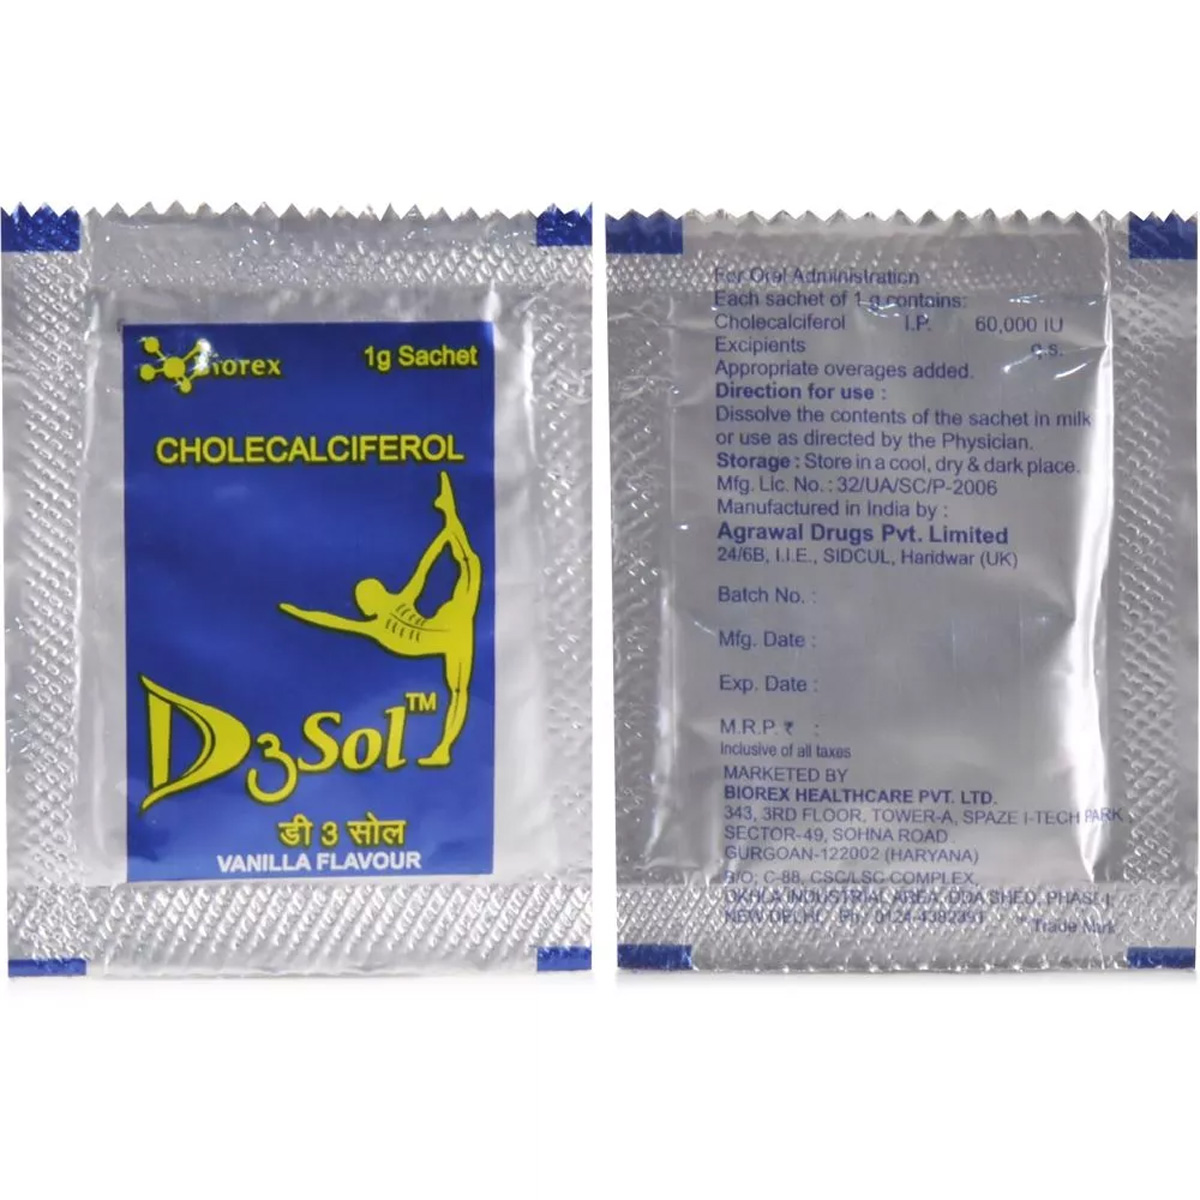 Biorex
1g Sachet
CHOLECALCIFEROL
D3Sol™
डी 3 सोल
VANILLA FLAVOUR
For Oral Administration
Each sachet of 1 g contains:
Cholecalciferol I.P. 60,000 IU
Excipients q.s.
Appropriate overages added.
Direction for use :
Dissolve the contents of the sachet in milk
or use as directed by the Physician.
Storage : Store in a cool, dry & dark place.
Mfg. Lic. No. : 32/UA/SC/P-2006
Manufactured in India by :
Agrawal Drugs Pvt. Limited
24/6B, I.I.E., SIDCUL, Haridwar (UK)
Batch No. :
Mfg. Date :
Exp. Date :
M.R.P. ₹ :
Inclusive of all taxes
MARKETED BY
BIOREX HEALTHCARE PVT. LTD.
343, 3RD FLOOR, TOWER-A, SPAZE I-TECH PARK
SECTOR-49, SOHNA ROAD
GURGOAN-122002 (HARYANA)
B/O: C-88, CSC/LSC COMPLEX,
OKHLA INDUSTRIAL AREA, DDA SHED, PHASE-I,
NEW DELHI. Ph: 0124-4382391
™Trade Mark